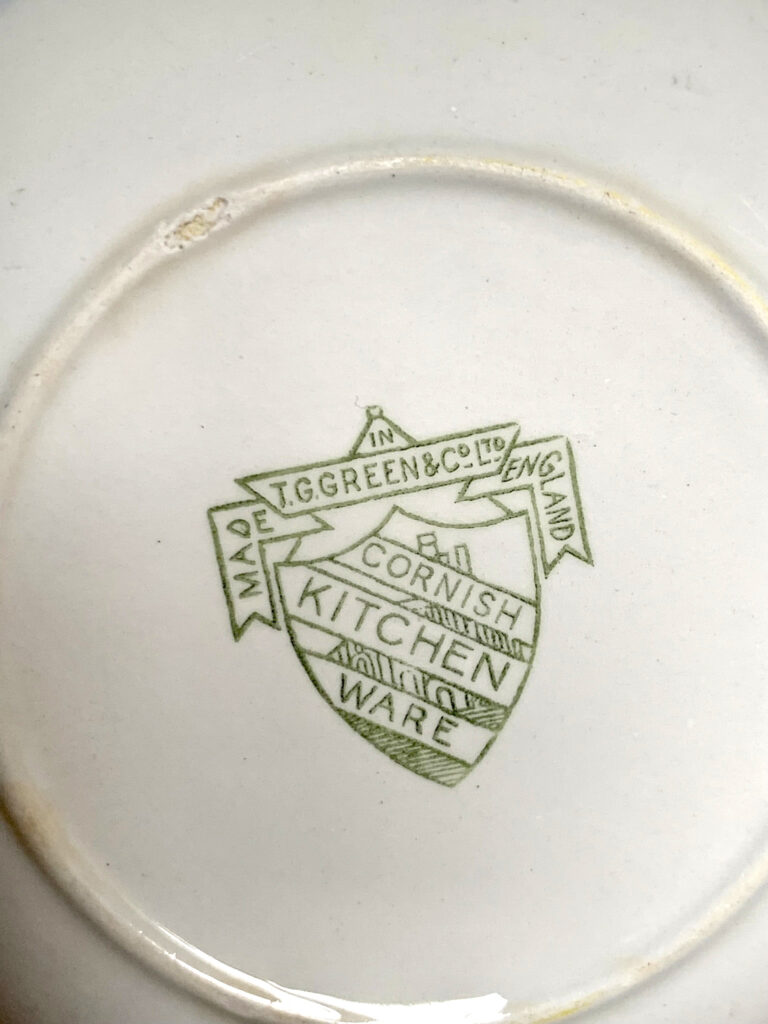 MADE IN ENGLAND
T.G.GREEN & Cº. LTD
CORNISH
KITCHEN
WARE